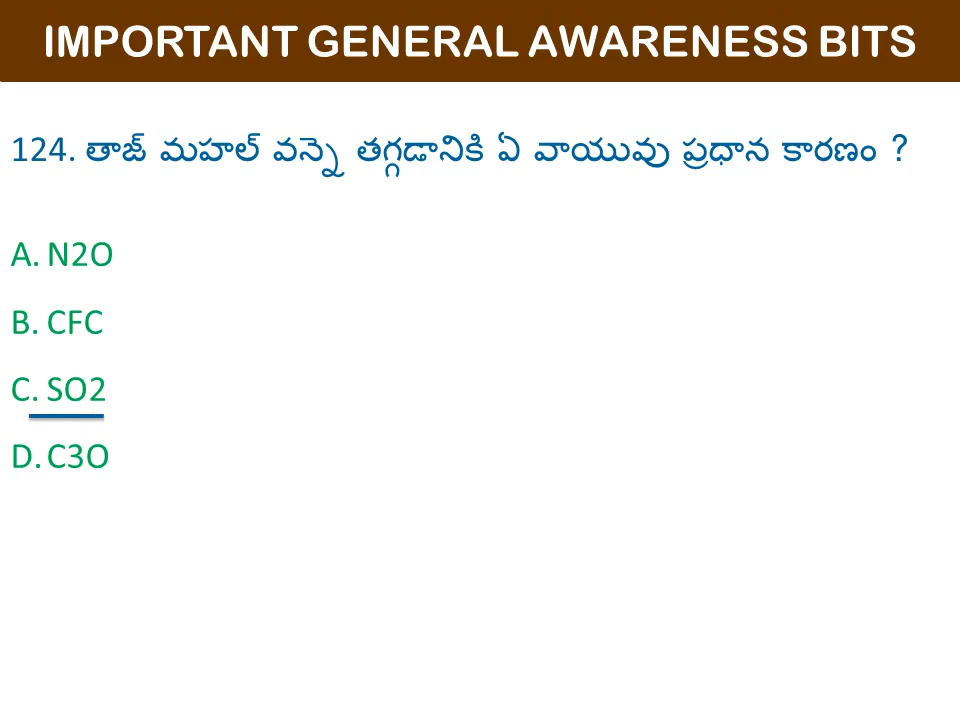 IMPORTANT GENERAL AWARENESS BITS
124. తాజ్ మహల్ వన్నె తగ్గడానికి ఏ వాయువు ప్రధాన కారణం ?
A. N2O
B. CFC
C. SO2
D. C3O